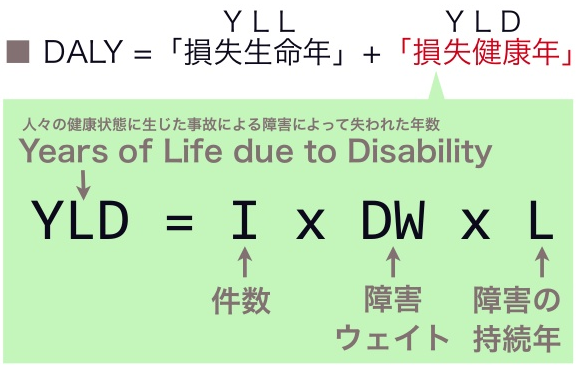 YLL YLD
■ DALY =「損失生命年」+「損失健康年」
人々の健康状態に生じた事故による障害によって失われた年数
Years of Life due to Disability
YLD = I x DW x L
件数 障害ウェイト 障害の持続年